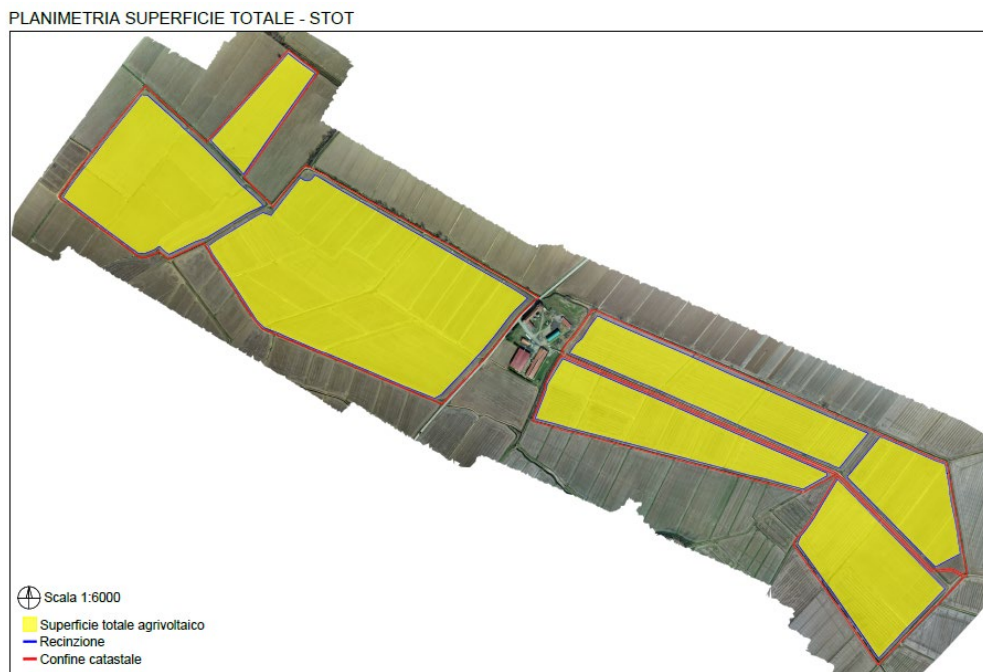 PLANIMETRIA SUPERFICIE TOTALE - STOT
Scala 1:6000
Superficie totale agrivoltaico
Recinzione
Confine catastale